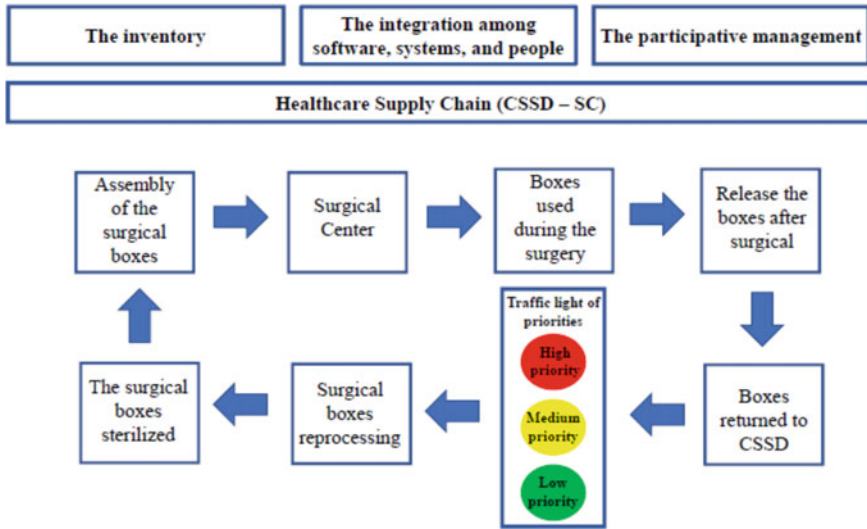 The inventory
The integration among
software, systems, and people
The participative management
Healthcare Supply Chain (CSSD – SC)
Assembly
of the
surgical
boxes
Surgical
Center
Boxes
used
during the
surgery
Release the
boxes after
surgical
Traffic light of
priorities
High
priority
Medium
priority
Low
priority
The surgical
boxes
sterilized
Surgical
boxes
reprocessing
Boxes
returned to
CSSD